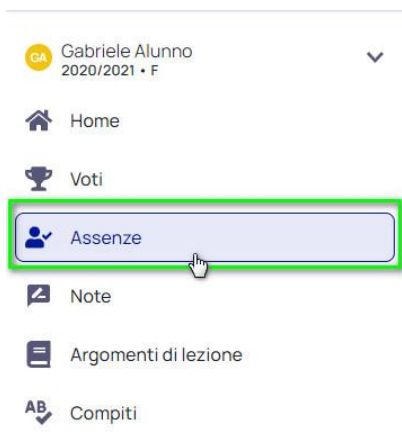 GA
Gabriele Alunno
2020/2021 • F
Home
Voti
Assenze
Note
Argomenti di lezione
AB Compiti